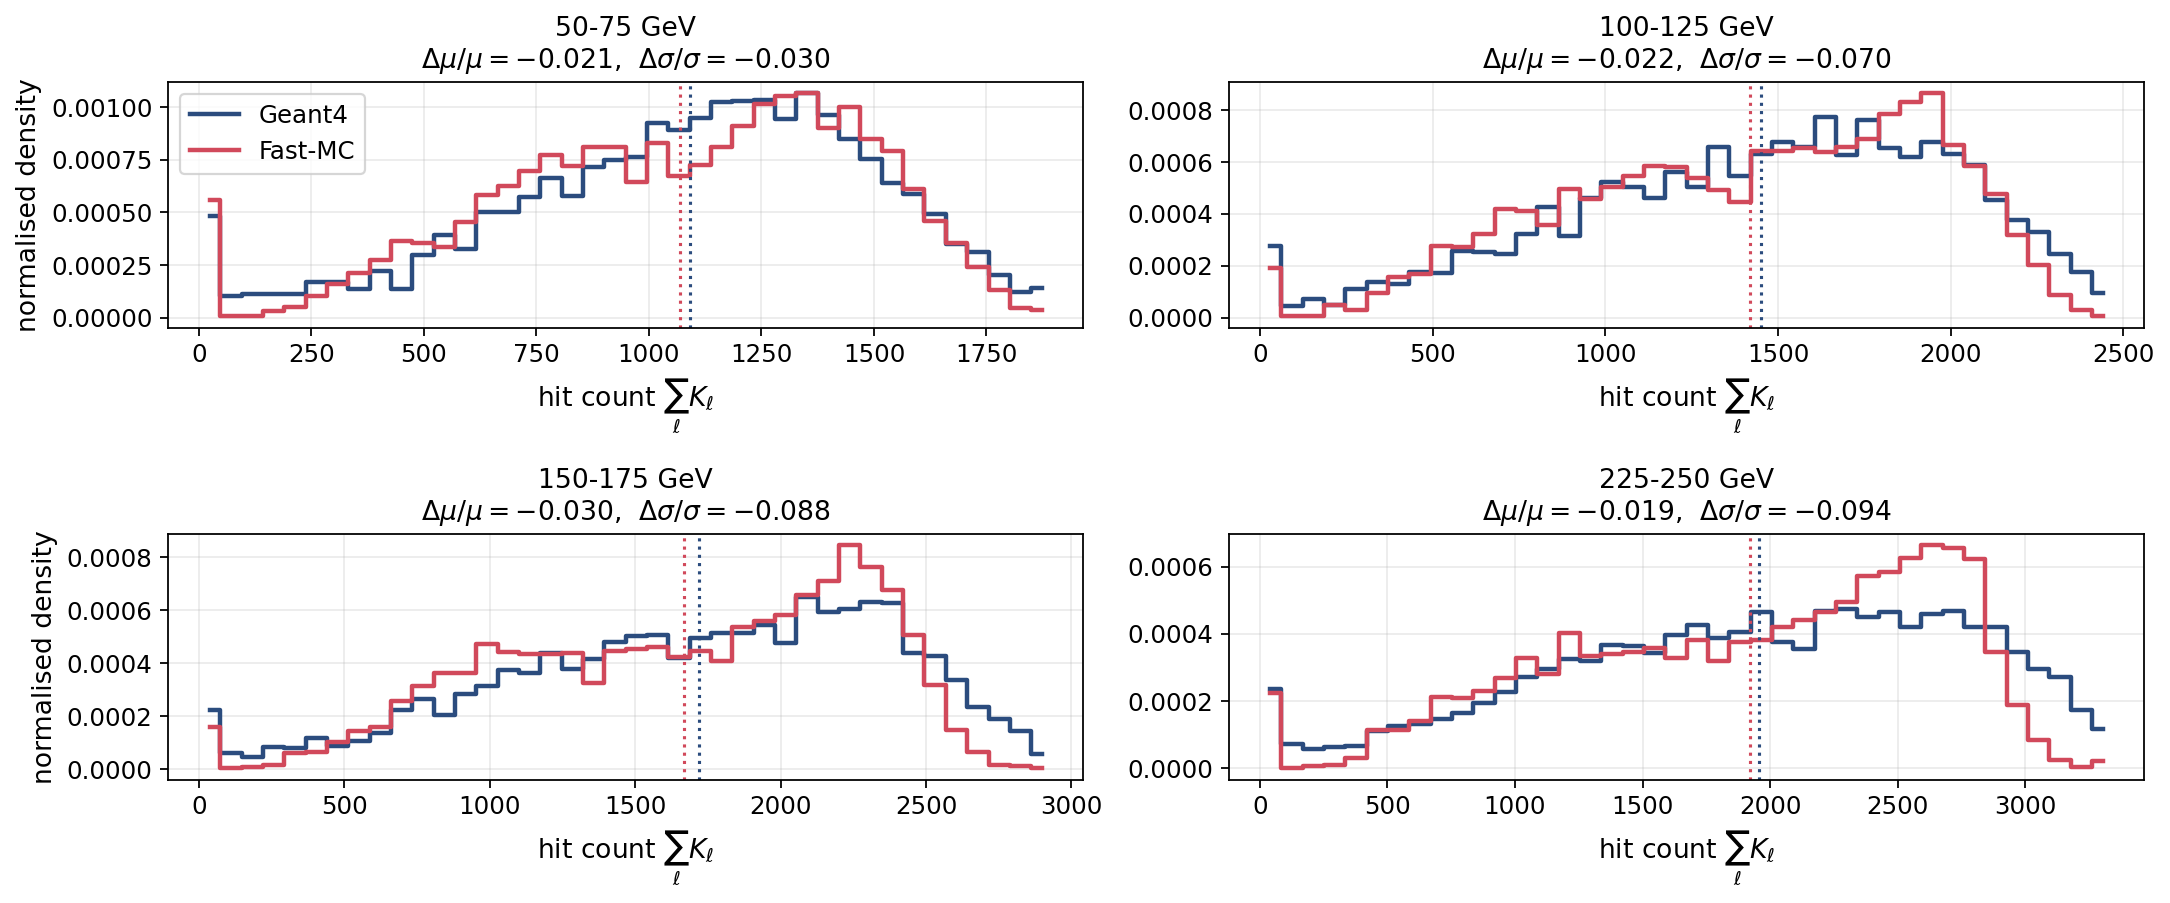 50-75 GeV
Δμ/μ = −0.021, Δσ/σ = −0.030
normalised density
0.00100
0.00075
0.00050
0.00025
0.00000
Geant4
Fast-MC
0 250 500 750 1000 1250 1500 1750
hit count ∑ℓ Kℓ
100-125 GeV
Δμ/μ = −0.022, Δσ/σ = −0.070
0.0008
0.0006
0.0004
0.0002
0.0000
0 500 1000 1500 2000 2500
hit count ∑ℓ Kℓ
150-175 GeV
Δμ/μ = −0.030, Δσ/σ = −0.088
normalised density
0.0008
0.0006
0.0004
0.0002
0.0000
0 500 1000 1500 2000 2500 3000
hit count ∑ℓ Kℓ
225-250 GeV
Δμ/μ = −0.019, Δσ/σ = −0.094
0.0006
0.0004
0.0002
0.0000
0 500 1000 1500 2000 2500 3000
hit count ∑ℓ Kℓ